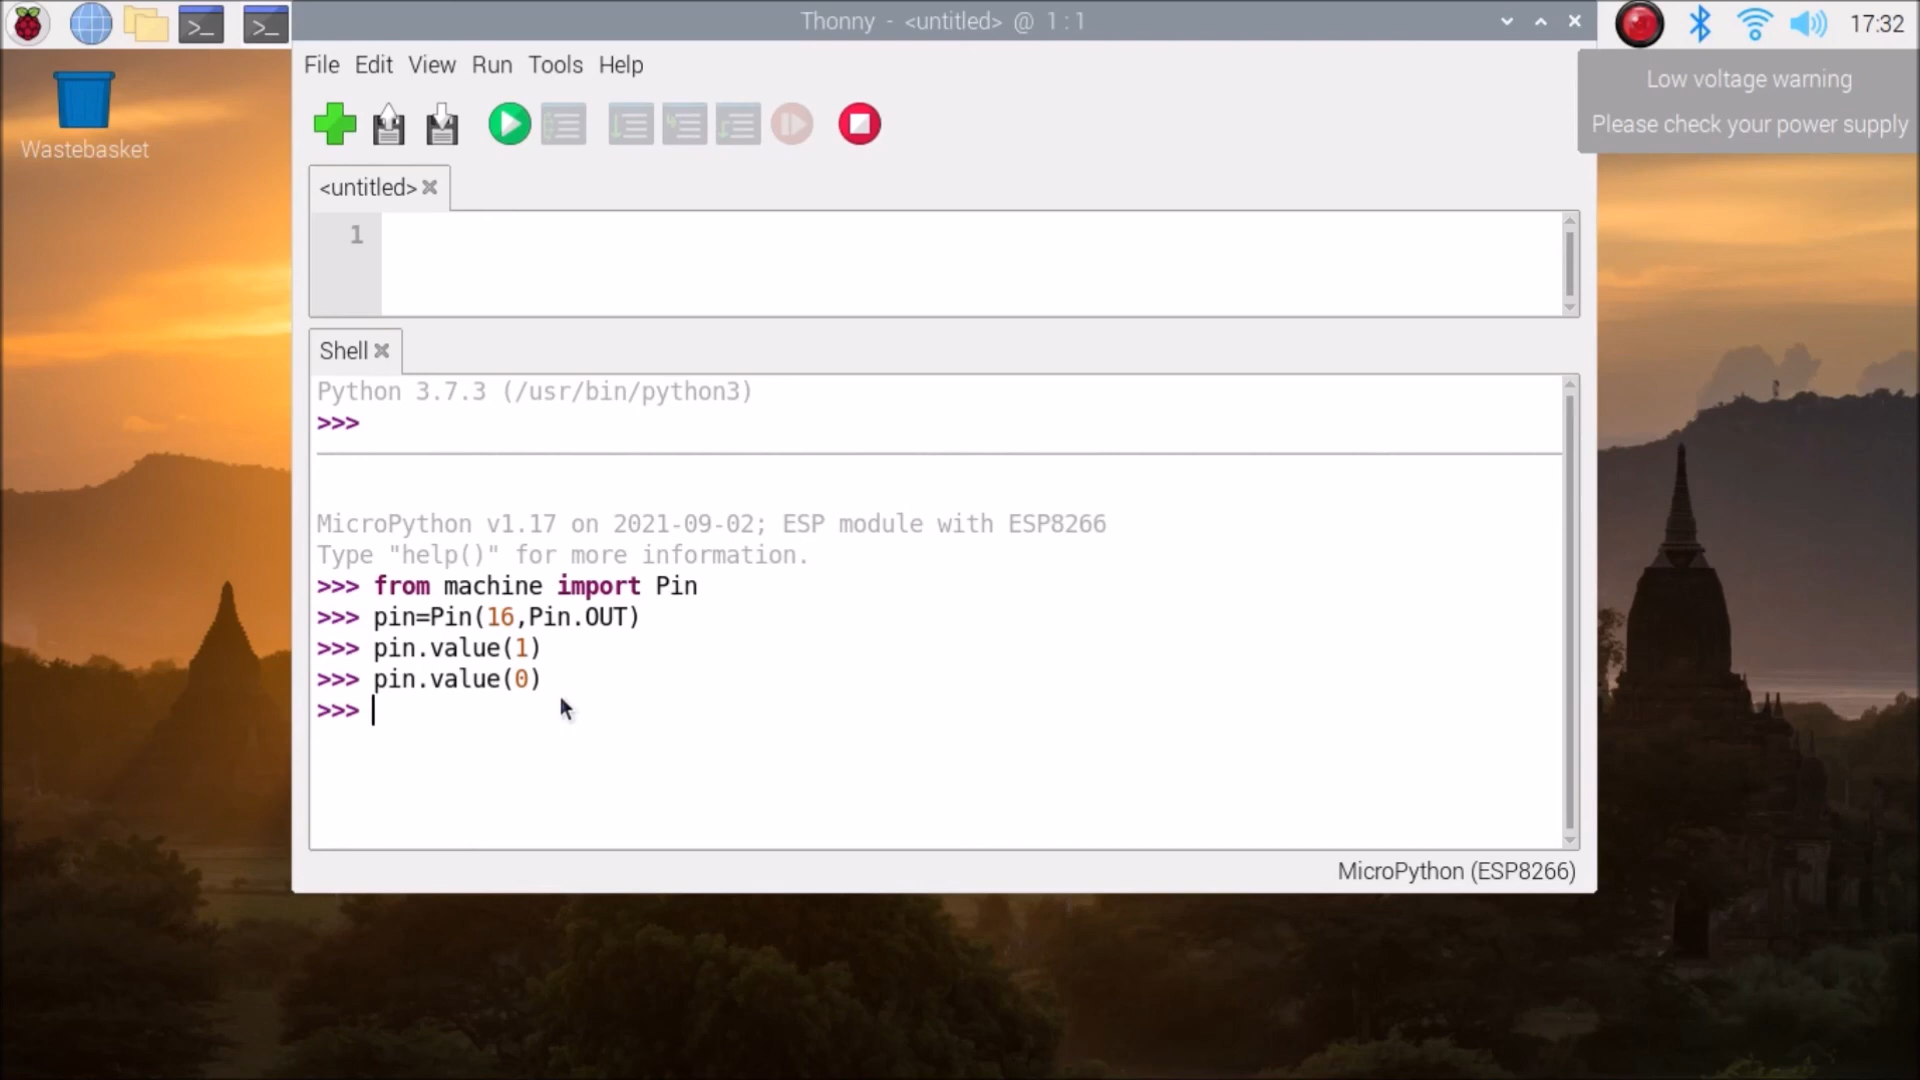 Thonny - <untitled> @ 1 : 1
17:32
Low voltage warning
Please check your power supply
Wastebasket
File Edit View Run Tools Help
<untitled>
1
Shell
Python 3.7.3 (/usr/bin/python3)
>>>
MicroPython v1.17 on 2021-09-02; ESP module with ESP8266
Type "help()" for more information.
>>> from machine import Pin
>>> pin=Pin(16,Pin.OUT)
>>> pin.value(1)
>>> pin.value(0)
>>>
MicroPython (ESP8266)